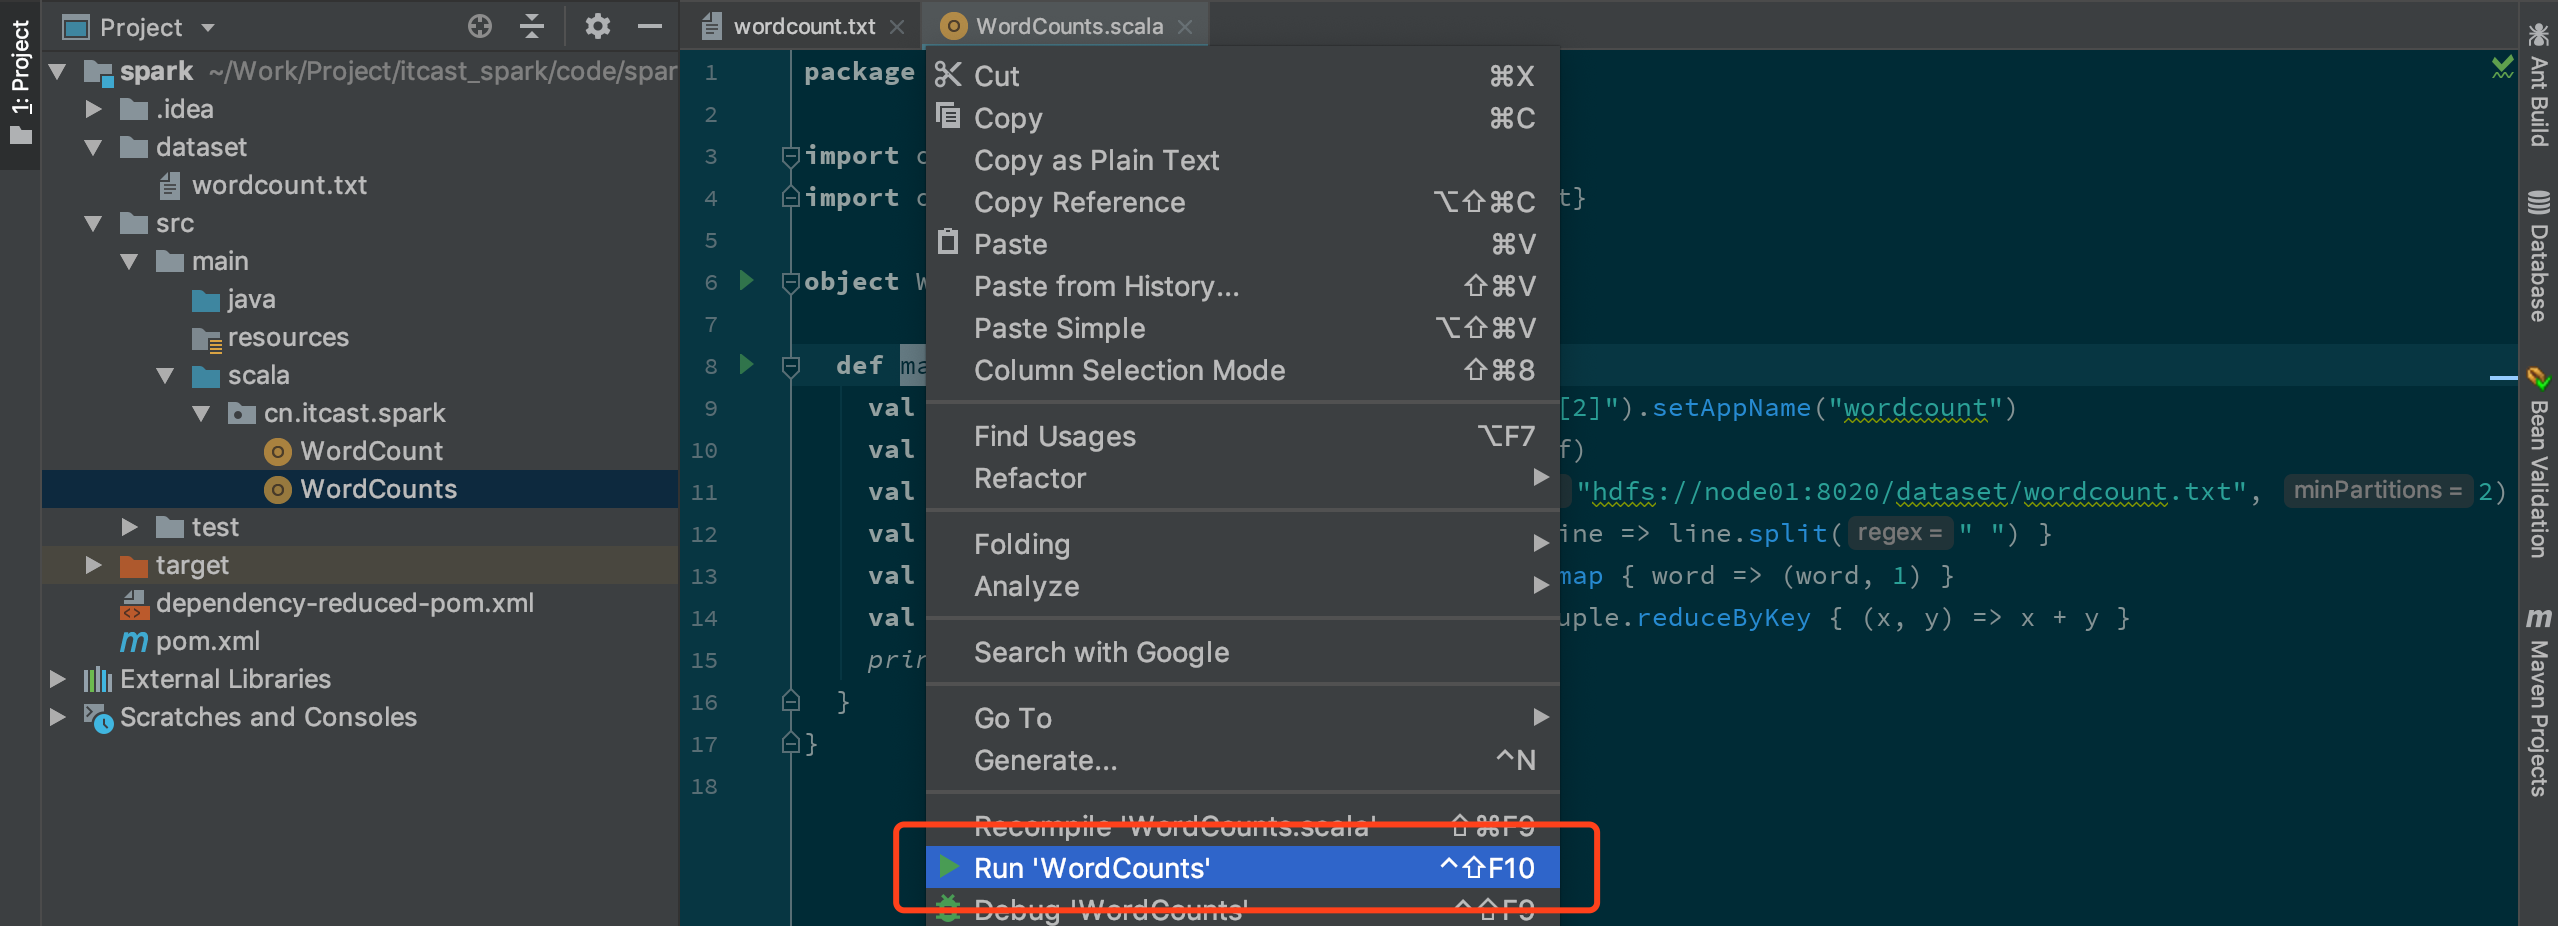 1: Project
Project
spark ~/Work/Project/itcast_spark/code/spar
.idea
dataset
wordcount.txt
src
main
java
resources
scala
cn.itcast.spark
WordCount
WordCounts
test
target
dependency-reduced-pom.xml
pom.xml
External Libraries
Scratches and Consoles
wordcount.txt
WordCounts.scala
1 package
2
3 import c
4 import c t}
5
6 object W
7
8 def ma
9 val [2]").setAppName("wordcount")
10 val f)
11 val "hdfs://node01:8020/dataset/wordcount.txt", minPartitions = 2)
12 val ine => line.split( regex = " ") }
13 val map { word => (word, 1) }
14 val uple.reduceByKey { (x, y) => x + y }
15 prin
16 }
17 }
18
Cut ⌘X
Copy ⌘C
Copy as Plain Text
Copy Reference ⌥⇧⌘C
Paste ⌘V
Paste from History... ⇧⌘V
Paste Simple ⌥⇧⌘V
Column Selection Mode ⇧⌘8
Find Usages ⌥F7
Refactor
Folding
Analyze
Search with Google
Go To
Generate... ^N
Recompile 'WordCounts.scala' ⇧⌘F9
Run 'WordCounts' ^⇧F10
Debug 'WordCounts' ^⇧F9
Ant Build
Database
Bean Validation
Maven Projects